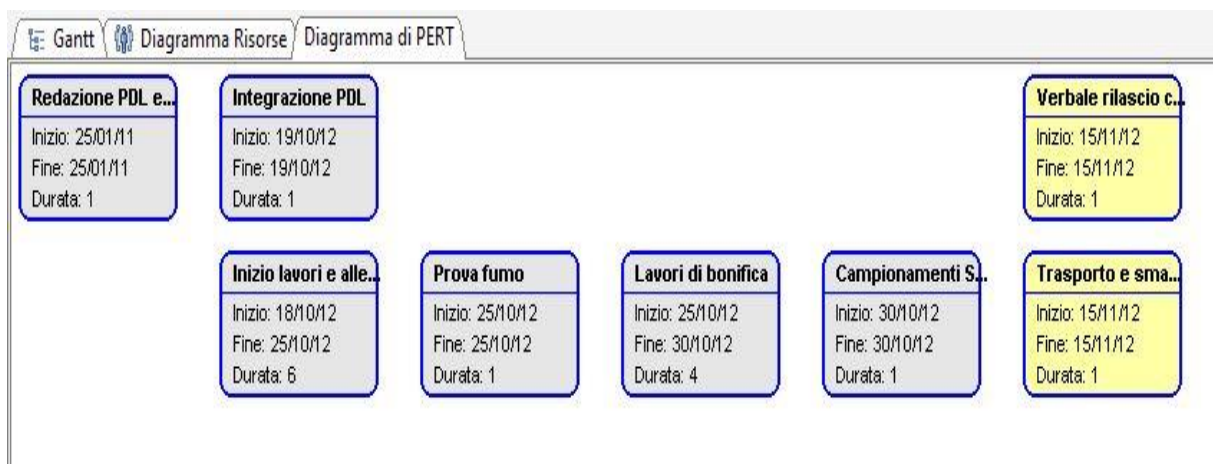 Gantt
Diagramma Risorse
Diagramma di PERT
Redazione PDL e...
Inizio: 25/01/11
Fine: 25/01/11
Durata: 1
Integrazione PDL
Inizio: 19/10/12
Fine: 19/10/12
Durata: 1
Verbale rilascio c...
Inizio: 15/11/12
Fine: 15/11/12
Durata: 1
Inizio lavori e alle...
Inizio: 18/10/12
Fine: 25/10/12
Durata: 6
Prova fumo
Inizio: 25/10/12
Fine: 25/10/12
Durata: 1
Lavori di bonifica
Inizio: 25/10/12
Fine: 30/10/12
Durata: 4
Campionamenti S...
Inizio: 30/10/12
Fine: 30/10/12
Durata: 1
Trasporto e sma...
Inizio: 15/11/12
Fine: 15/11/12
Durata: 1